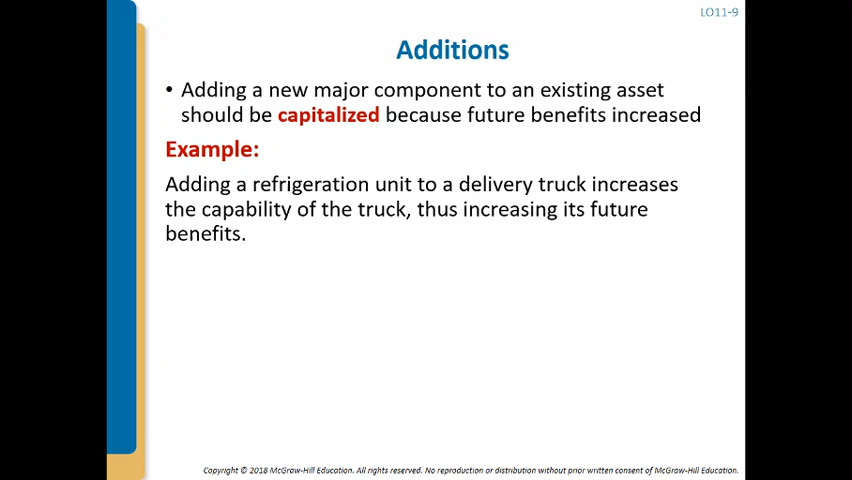 LO11-9
Additions
• Adding a new major component to an existing asset
should be capitalized because future benefits increased
Example:
Adding a refrigeration unit to a delivery truck increases
the capability of the truck, thus increasing its future
benefits.
Copyright © 2018 McGraw-Hill Education. All rights reserved. No reproduction or distribution without prior written consent of McGraw-Hill Education.